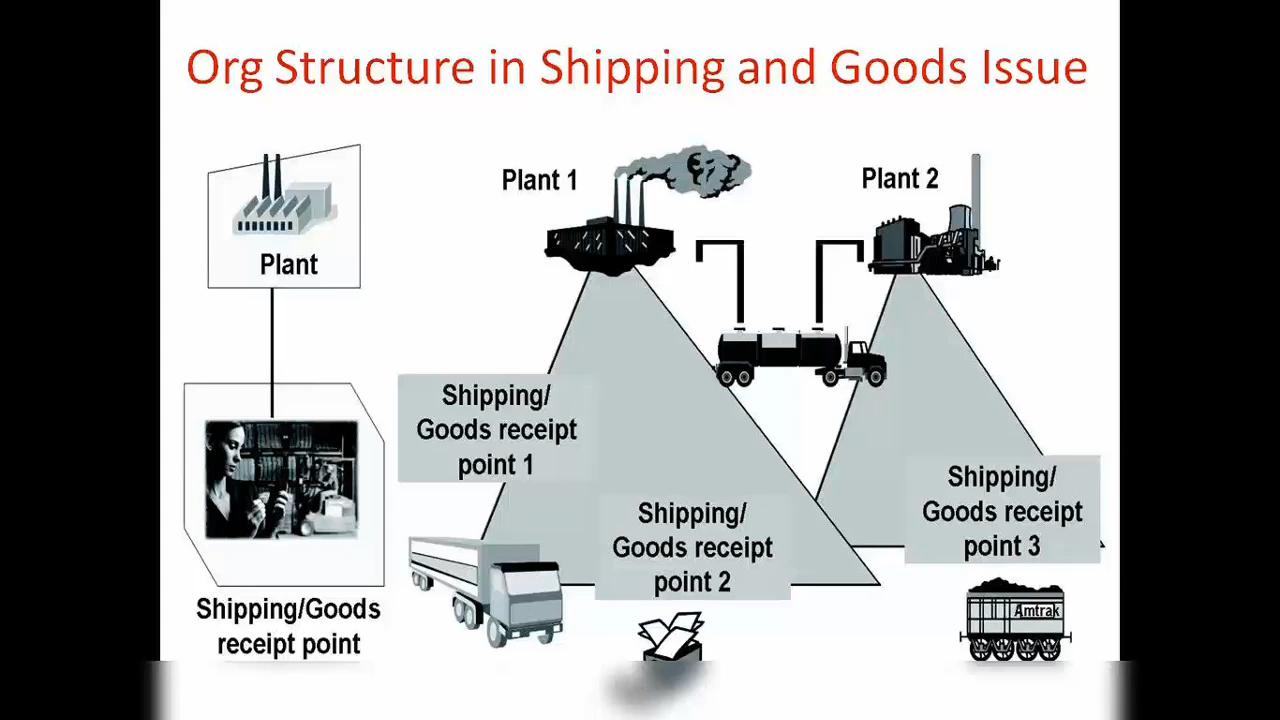 Org Structure in Shipping and Goods Issue
Plant
Shipping/Goods
receipt point
Plant 1
Plant 2
Shipping/
Goods receipt
point 1
Shipping/
Goods receipt
point 2
Shipping/
Goods receipt
point 3
Amtrak